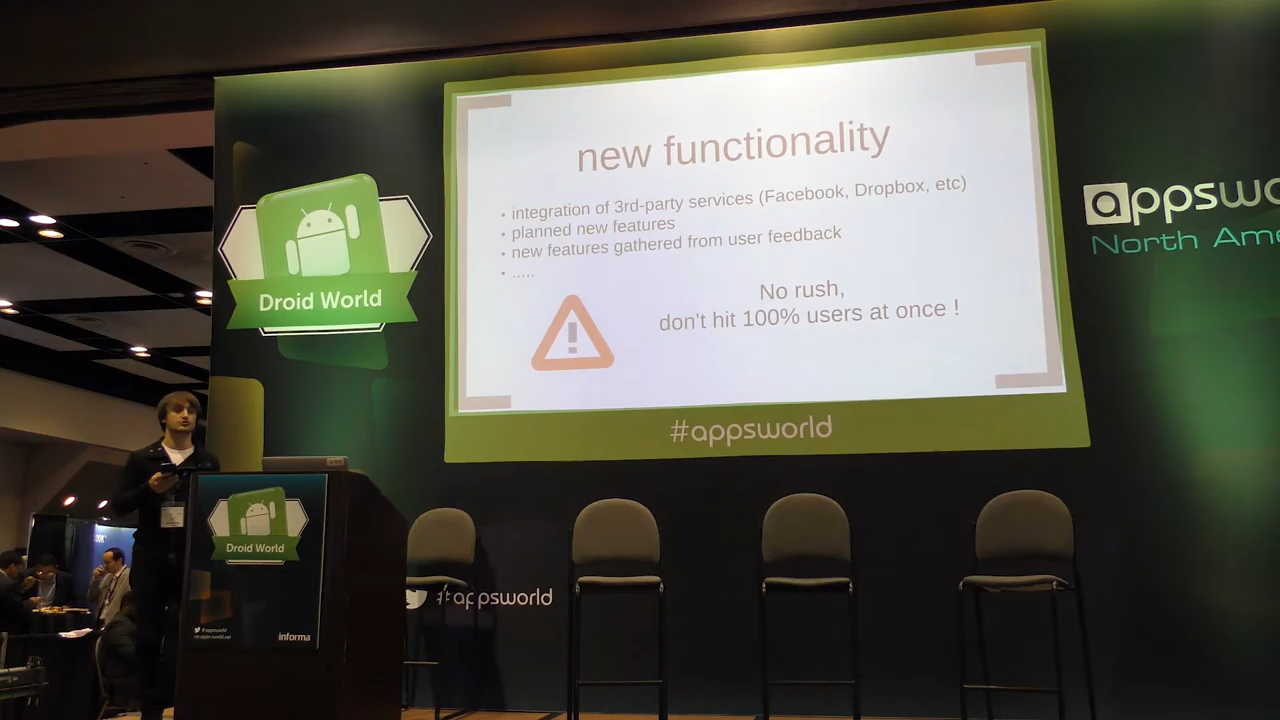 new functionality
• integration of 3rd-party services (Facebook, Dropbox, etc)
• planned new features
• new features gathered from user feedback
• .....
No rush,
don't hit 100% users at once !
#appsworld
Droid World
appswo
North Ame
Droid World
#appsworld
#appsworld
informa